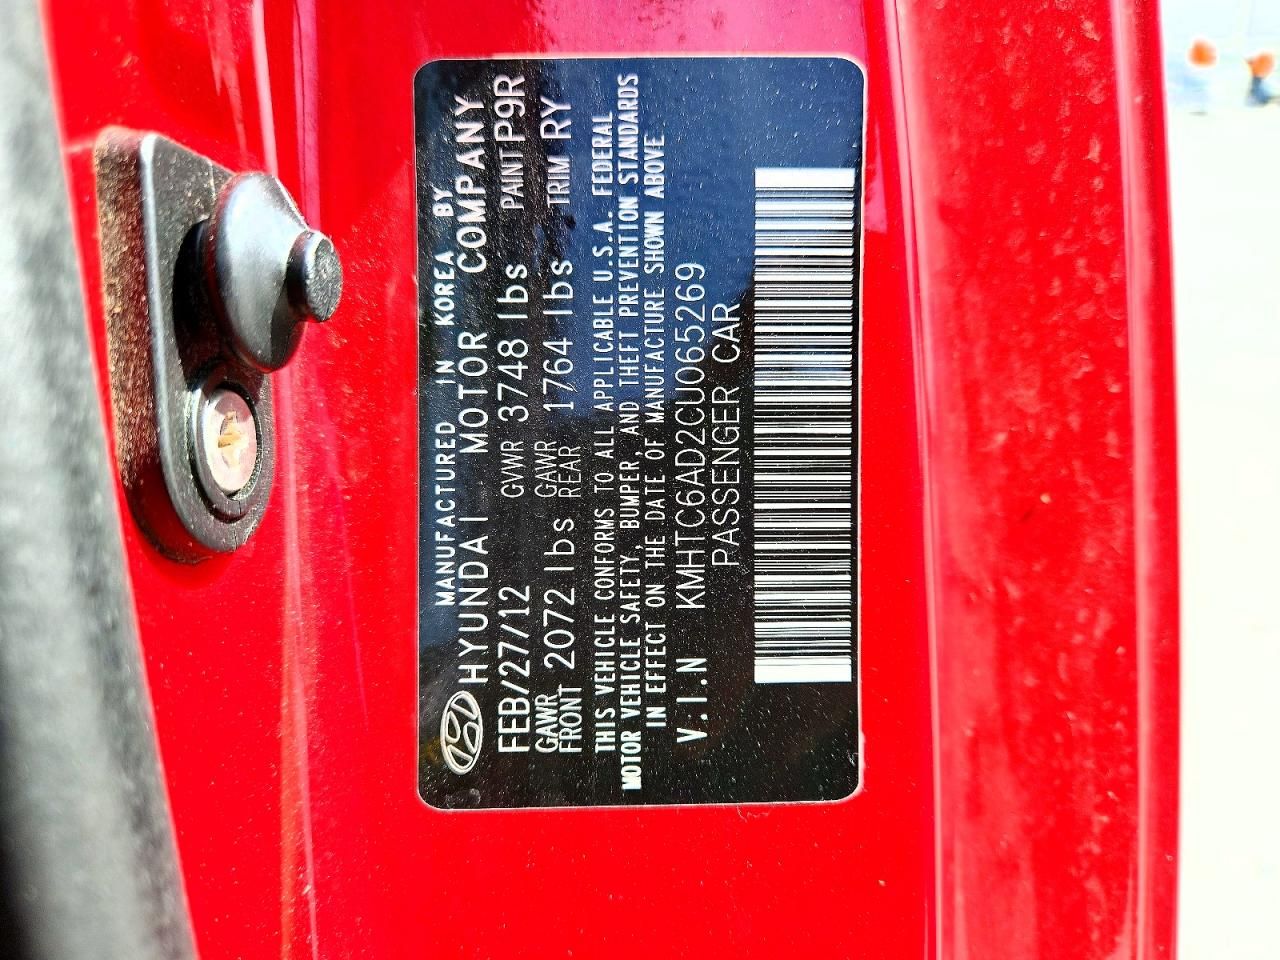 MANUFACTURED IN KOREA BY
HYUNDAI MOTOR COMPANY
FEB/27/12 GVWR 3748 lbs PAINT P9R
GAWR FRONT 2072 lbs GAWR REAR 1764 lbs TRIM RY
THIS VEHICLE CONFORMS TO ALL APPLICABLE U.S.A. FEDERAL
MOTOR VEHICLE SAFETY, BUMPER, AND THEFT PREVENTION STANDARDS
IN EFFECT ON THE DATE OF MANUFACTURE SHOWN ABOVE
V.I.N KMHTC6AD2CU065269
PASSENGER CAR